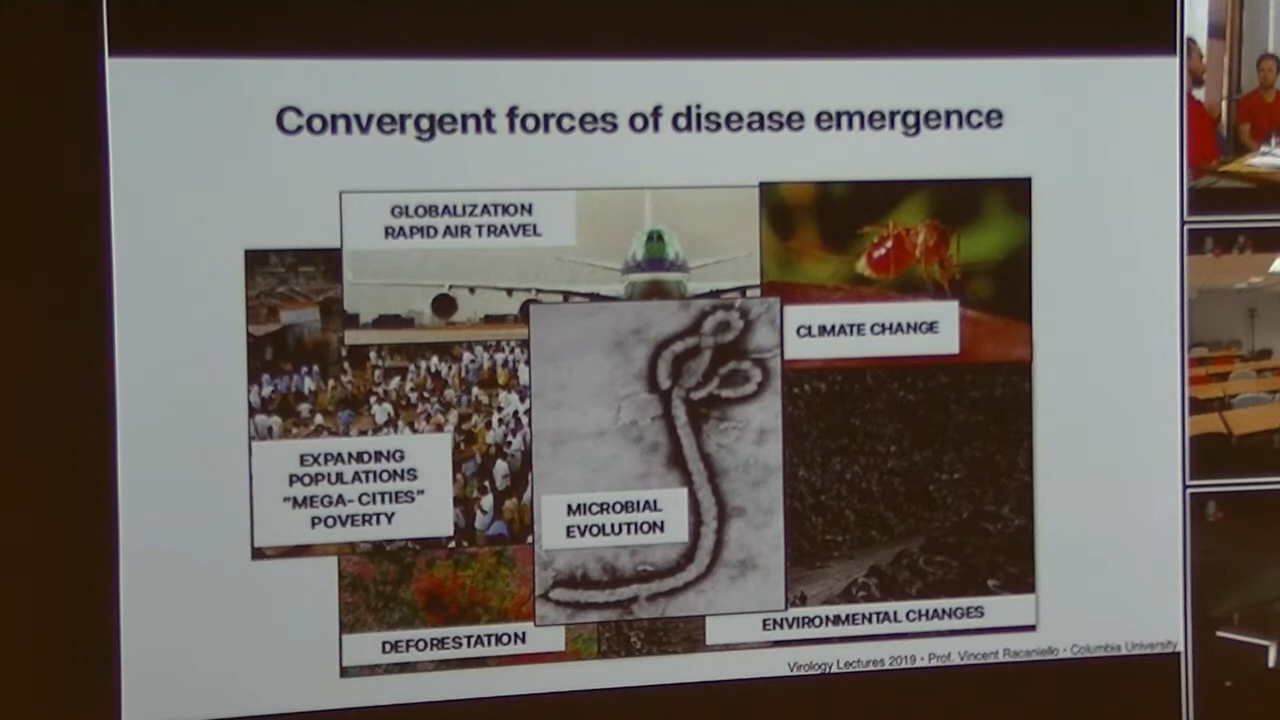 Convergent forces of disease emergence
GLOBALIZATION
RAPID AIR TRAVEL
CLIMATE CHANGE
EXPANDING
POPULATIONS
"MEGA- CITIES"
POVERTY
MICROBIAL
EVOLUTION
DEFORESTATION
ENVIRONMENTAL CHANGES
Virology Lectures 2019 • Prof. Vincent Racaniello • Columbia University